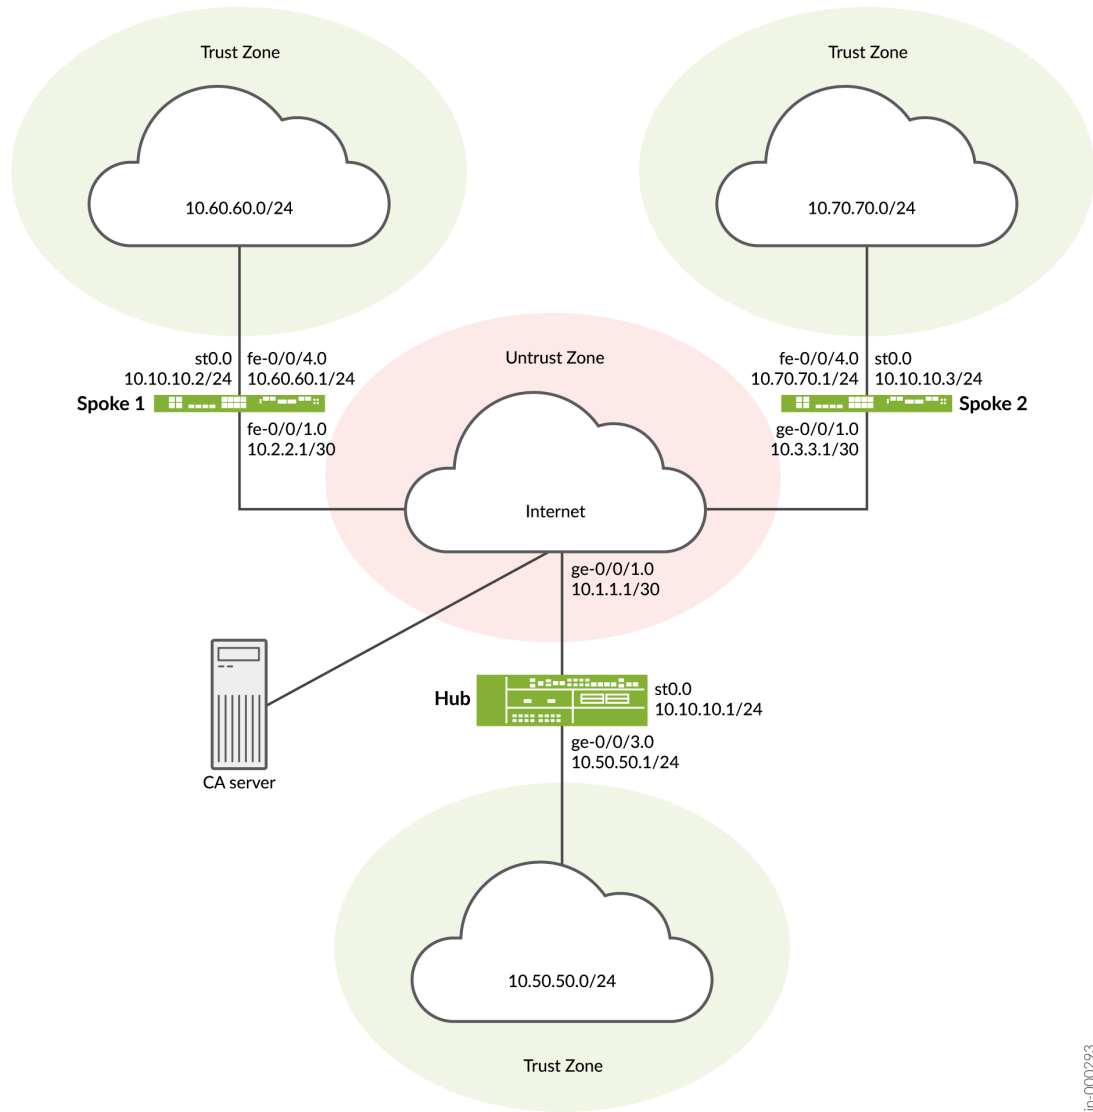 Trust Zone
Trust Zone
10.60.60.0/24
10.70.70.0/24
st0.0
10.10.10.2/24
fe-0/0/4.0
10.60.60.1/24
Spoke 1
fe-0/0/1.0
10.2.2.1/30
Untrust Zone
fe-0/0/4.0
10.70.70.1/24
st0.0
10.10.10.3/24
Spoke 2
ge-0/0/1.0
10.3.3.1/30
Internet
ge-0/0/1.0
10.1.1.1/30
Hub
st0.0
10.10.10.1/24
ge-0/0/3.0
10.50.50.1/24
CA server
10.50.50.0/24
Trust Zone
jn-000293